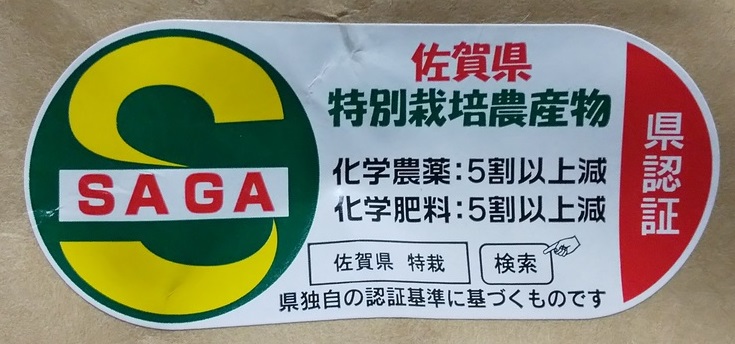 S
SAGA
佐賀県
特別栽培農産物
化学農薬:5割以上減
化学肥料:5割以上減
佐賀県 特栽
検索
県独自の認証基準に基づくものです
県認証